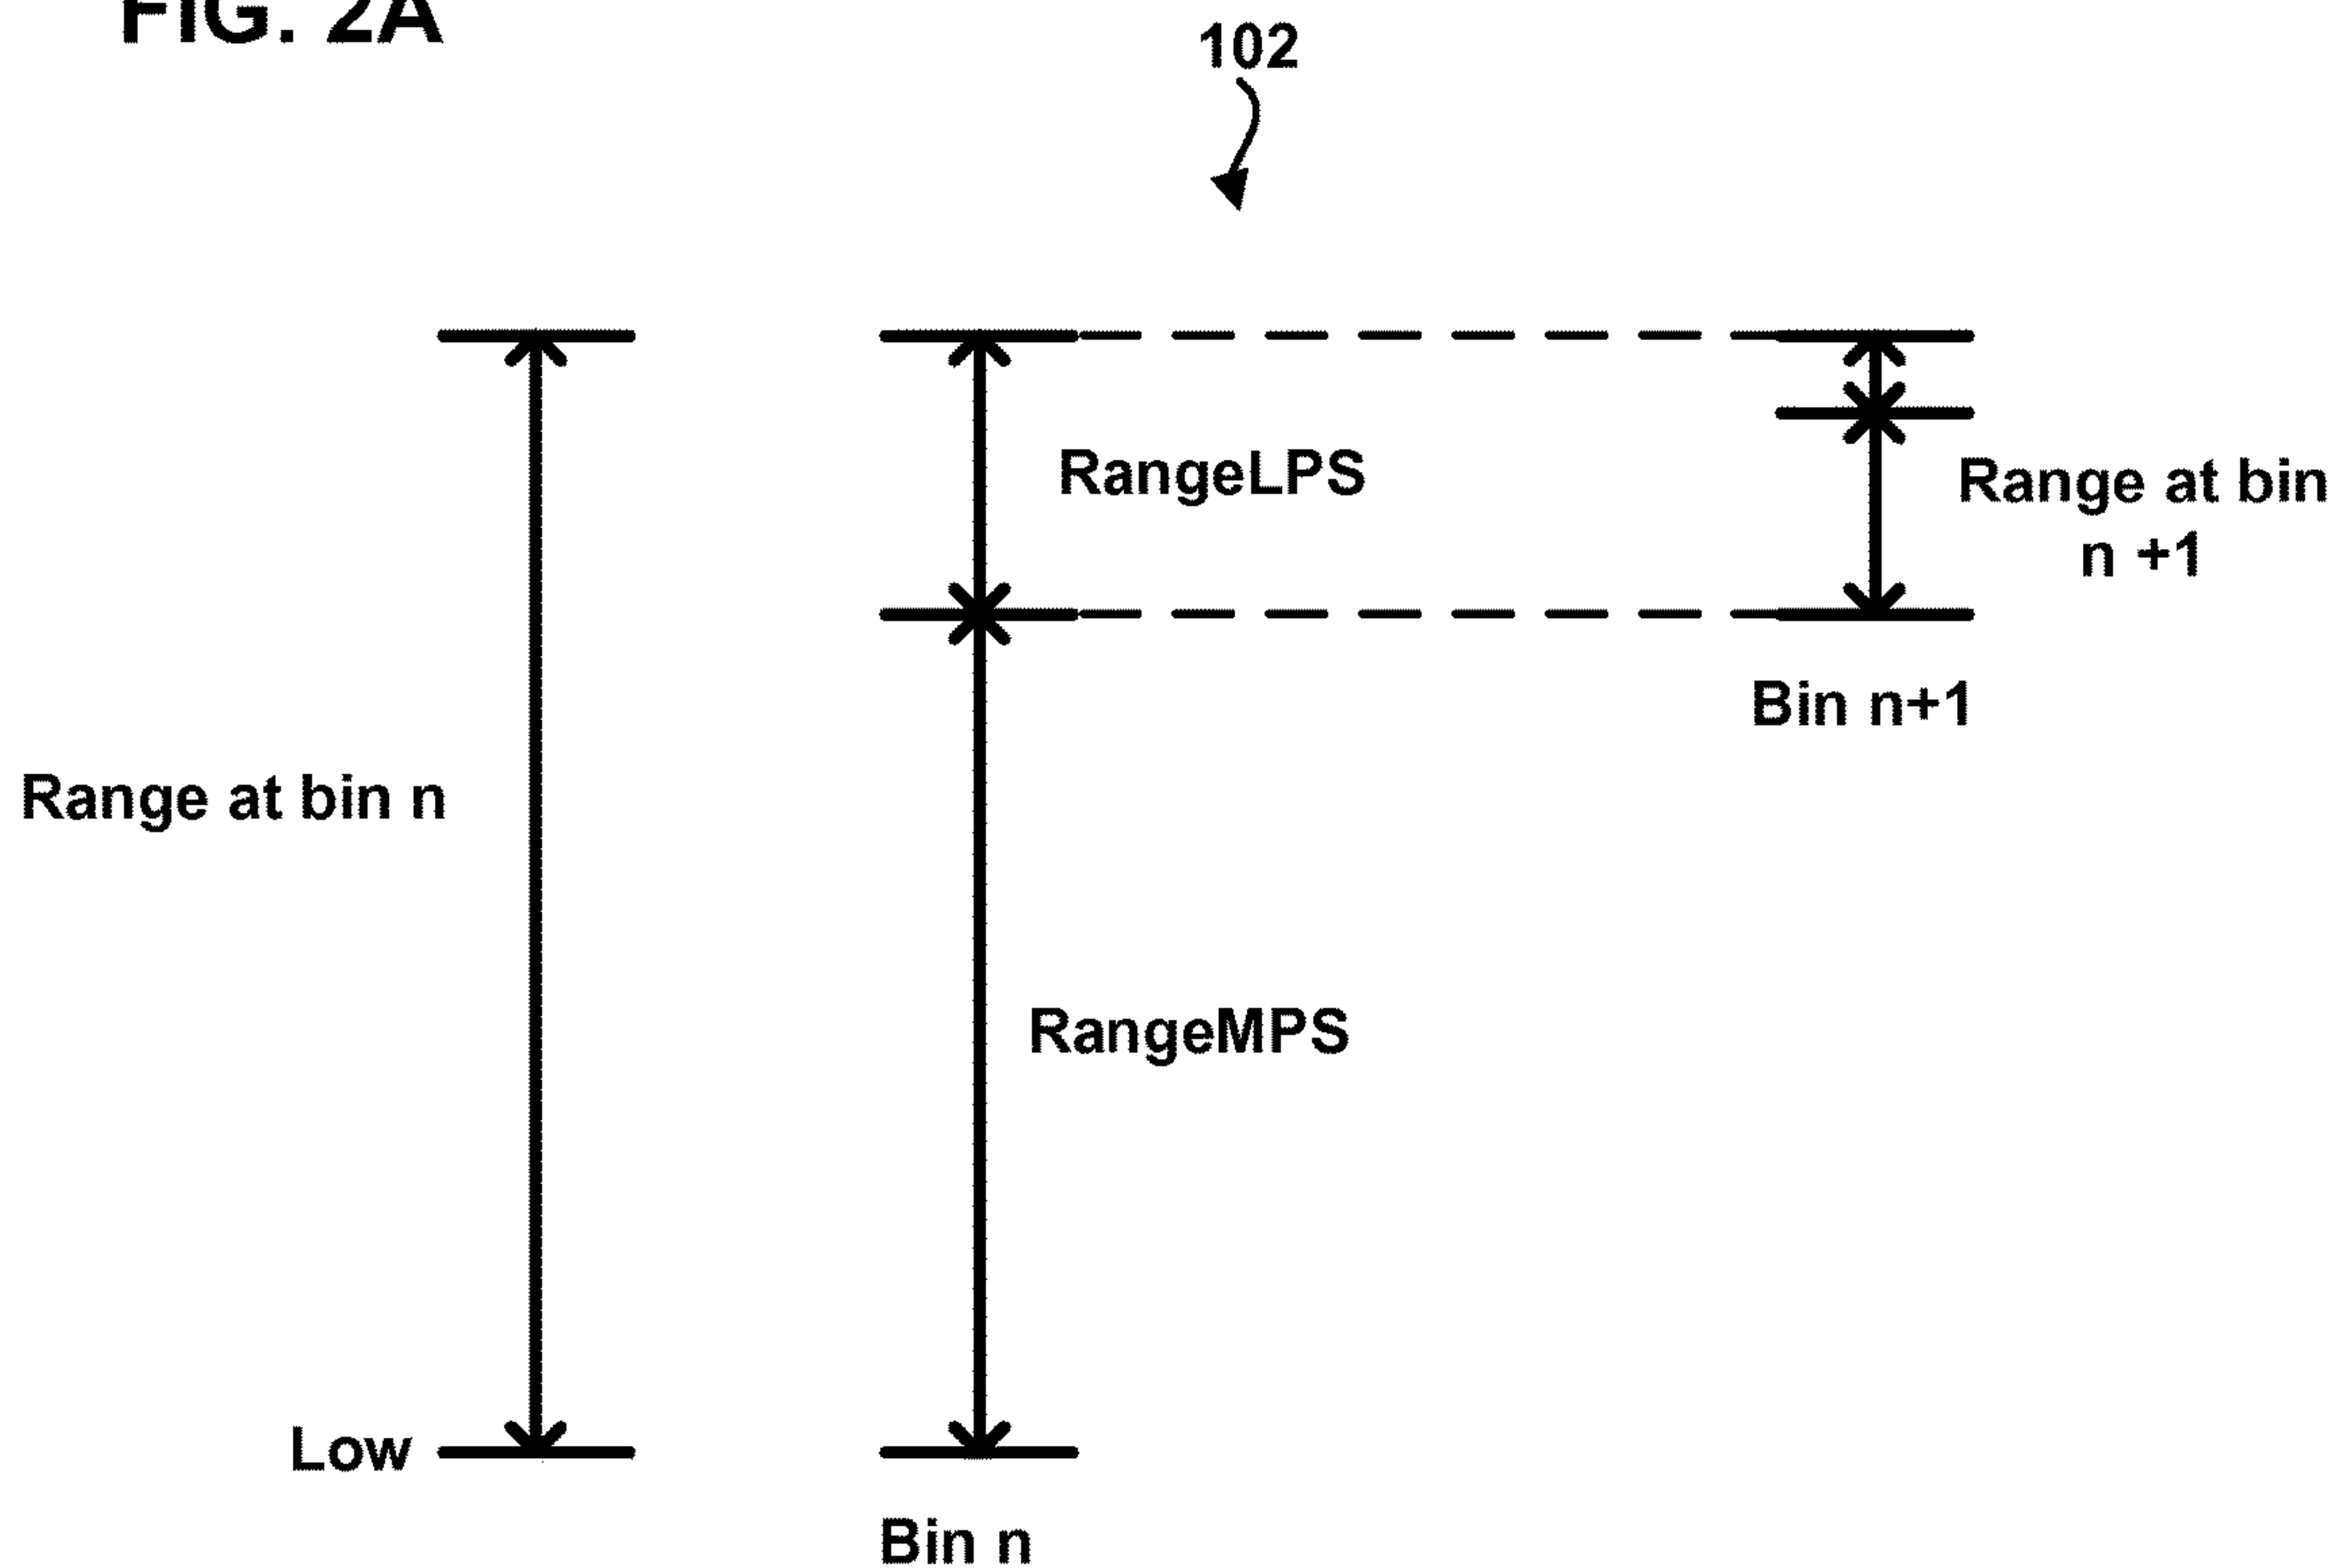 FIG. 2A
102
RangeLPS
Range at bin
n +1
Bin n+1
Range at bin n
RangeMPS
Low
Bin n